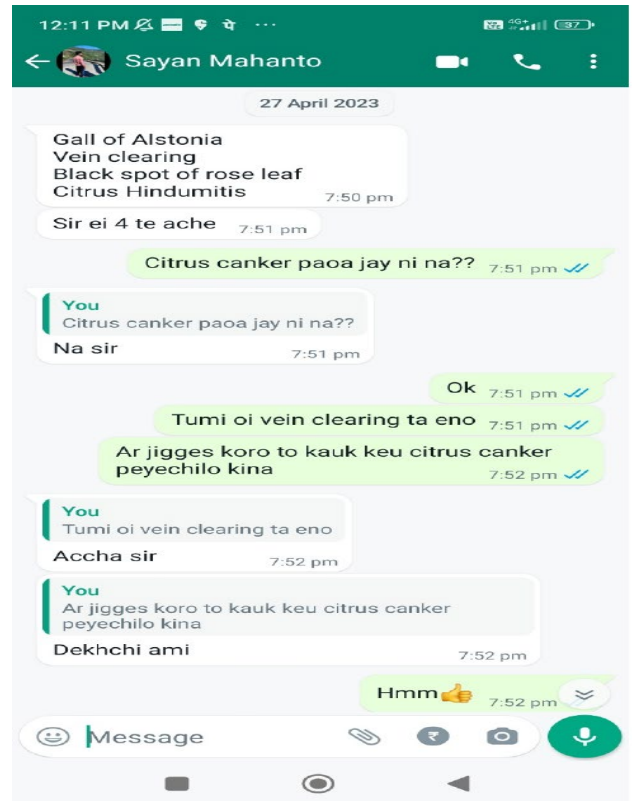 12:11 PM
पे
4G+
37
Sayan Mahanto
27 April 2023
Gall of Alstonia
Vein clearing
Black spot of rose leaf
Citrus Hindumitis
7:50 pm
Sir ei 4 te ache 7:51 pm
Citrus canker paoa jay ni na?? 7:51 pm
You
Citrus canker paoa jay ni na??
Na sir 7:51 pm
Ok 7:51 pm
Tumi oi vein clearing ta eno 7:51 pm
Ar jigges koro to kauk keu citrus canker
peyechilo kina 7:52 pm
You
Tumi oi vein clearing ta eno
Accha sir 7:52 pm
You
Ar jigges koro to kauk keu citrus canker
peyechilo kina
Dekhchi ami 7:52 pm
Hmm👍 7:52 pm
Message
₹